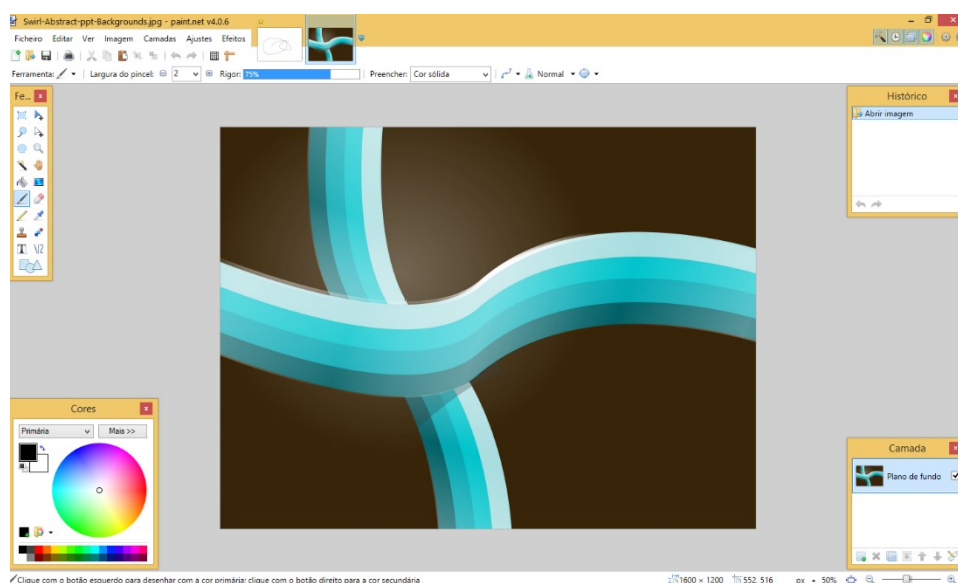 Swirl-Abstract-ppt-Backgrounds.jpg - paint.net v4.0.6
Ficheiro Editar Ver Imagem Camadas Ajustes Efeitos
Ferramenta: Largura do pincel: 2 Rigor: 75% Preencher: Cor sólida Normal
Fe...
Histórico
Abrir imagem
Cores
Primária Mais >>
Camada
Plano de fundo
Clique com o botão esquerdo para desenhar com a cor primária; clique com o botão direito para a cor secundária 1600 × 1200 552, 516 px 50%